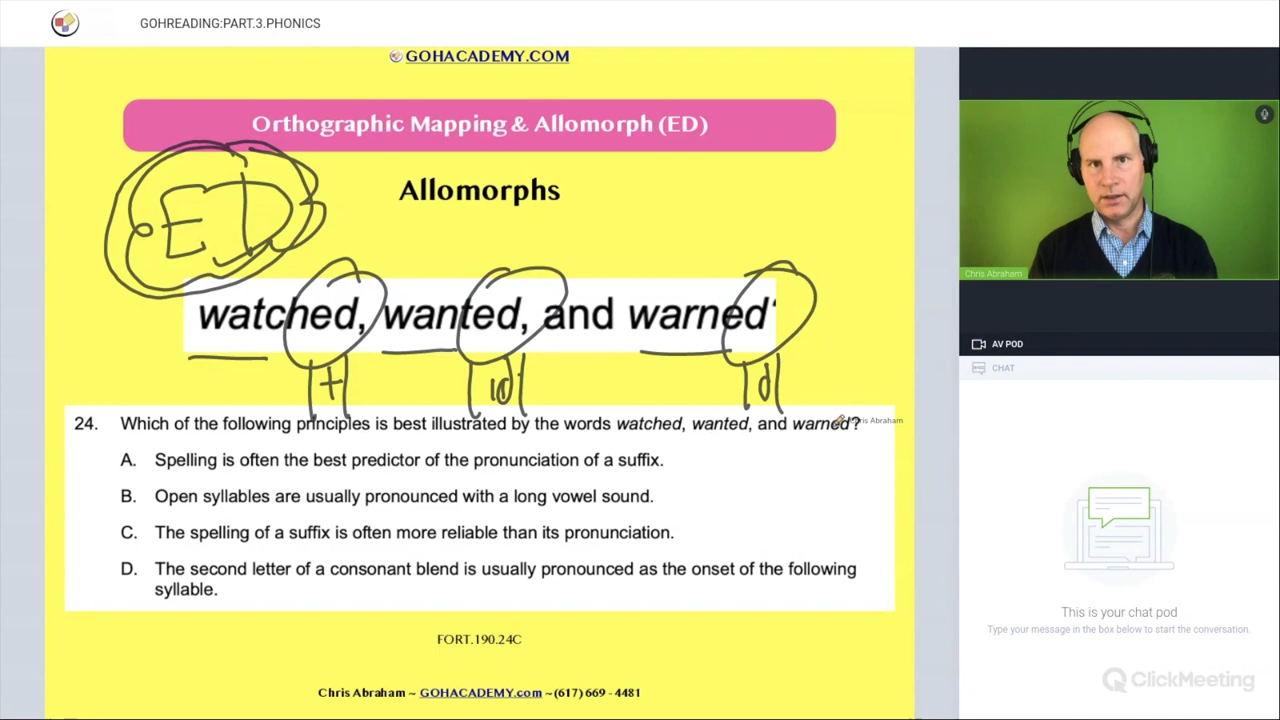 GOHREADING:PART.3.PHONICS
GOHACADEMY.COM
Orthographic Mapping & Allomorph (ED)
Allomorphs
ED
watched, wanted, and warned?
|t| |id| |d|
24. Which of the following principles is best illustrated by the words watched, wanted, and warned?
Chris Abraham
A. Spelling is often the best predictor of the pronunciation of a suffix.
B. Open syllables are usually pronounced with a long vowel sound.
C. The spelling of a suffix is often more reliable than its pronunciation.
D. The second letter of a consonant blend is usually pronounced as the onset of the following
syllable.
FORT.190.24C
Chris Abraham ~ GOHACADEMY.com ~ (617) 669 - 4481
Chris Abraham
AV POD
CHAT
This is your chat pod
Type your message in the box below to start the conversation.
ClickMeeting